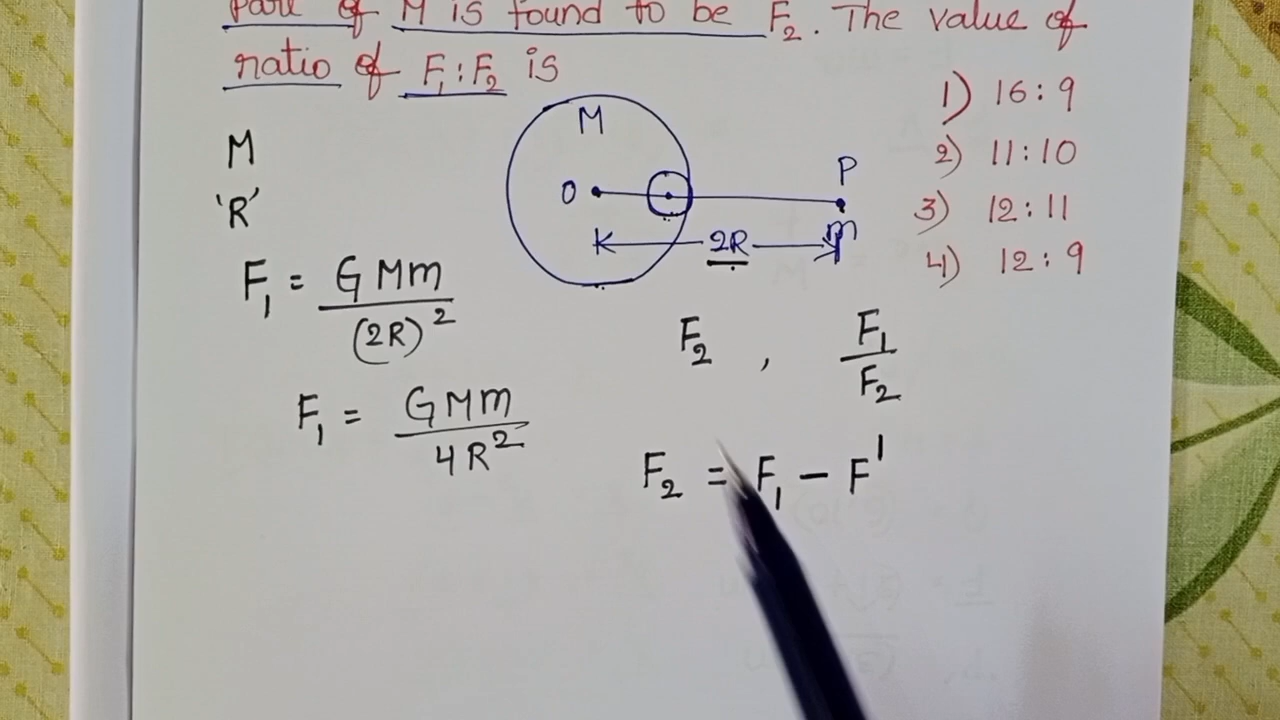 part of M is found to be F₂. The value of
ratio of F₁ : F₂ is
1) 16 : 9
2) 11 : 10
3) 12 : 11
4) 12 : 9
M
'R'
M
O
P
m
2R
F₁ = GMm / (2R)²
F₁ = GMm / 4R²
F₂ , F₁ / F₂
F₂ = F₁ - F'